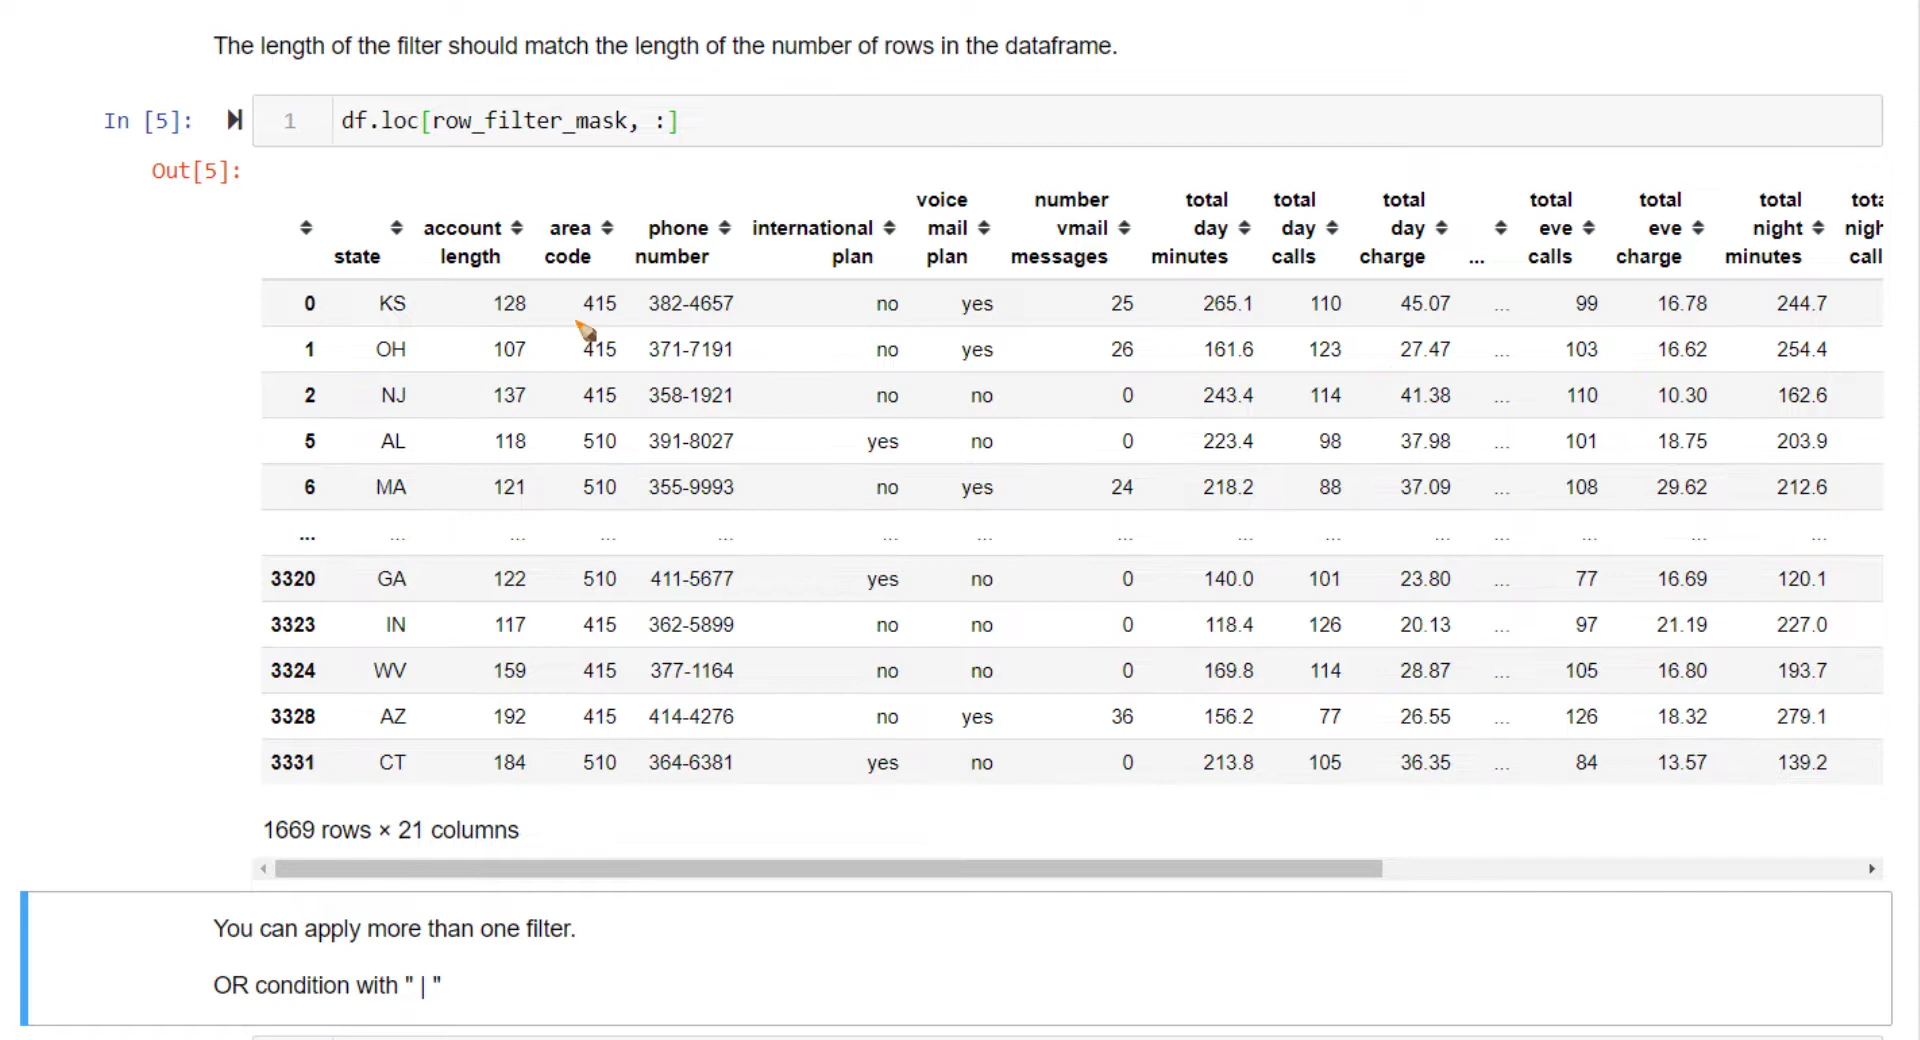 The length of the filter should match the length of the number of rows in the dataframe.
In [5]: 1 df.loc[row_filter_mask, :]
Out[5]:
state account length area code phone number international plan voice mail plan number vmail messages total day minutes total day calls total day charge ... total eve calls total eve charge total night minutes tota nigh call
0 KS 128 415 382-4657 no yes 25 265.1 110 45.07 ... 99 16.78 244.7
1 OH 107 415 371-7191 no yes 26 161.6 123 27.47 ... 103 16.62 254.4
2 NJ 137 415 358-1921 no no 0 243.4 114 41.38 ... 110 10.30 162.6
5 AL 118 510 391-8027 yes no 0 223.4 98 37.98 ... 101 18.75 203.9
6 MA 121 510 355-9993 no yes 24 218.2 88 37.09 ... 108 29.62 212.6
... ... ... ... ... ... ... ... ... ... ... ... ... ... ...
3320 GA 122 510 411-5677 yes no 0 140.0 101 23.80 ... 77 16.69 120.1
3323 IN 117 415 362-5899 no no 0 118.4 126 20.13 ... 97 21.19 227.0
3324 WV 159 415 377-1164 no no 0 169.8 114 28.87 ... 105 16.80 193.7
3328 AZ 192 415 414-4276 no yes 36 156.2 77 26.55 ... 126 18.32 279.1
3331 CT 184 510 364-6381 yes no 0 213.8 105 36.35 ... 84 13.57 139.2
1669 rows × 21 columns
You can apply more than one filter.
OR condition with " | "